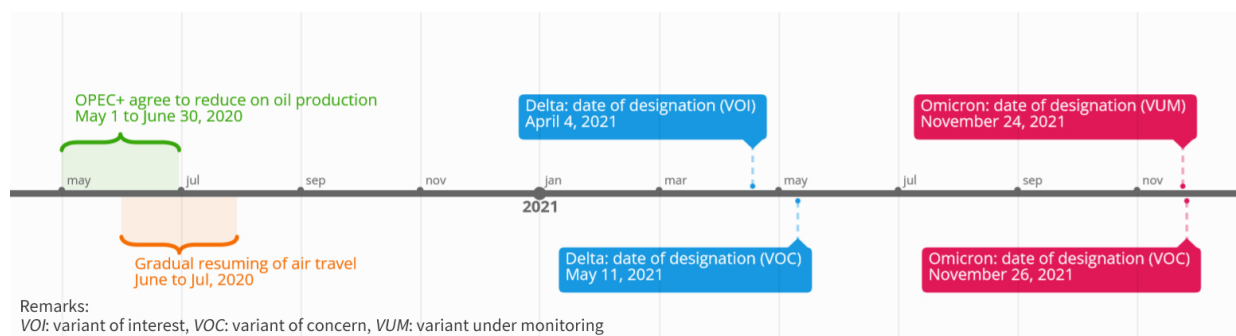 OPEC+ agree to reduce on oil production
May 1 to June 30, 2020
Delta: date of designation (VOI)
April 4, 2021
Omicron: date of designation (VUM)
November 24, 2021
may
jul
sep
nov
jan
mar
may
jul
sep
nov
2021
Gradual resuming of air travel
June to Jul, 2020
Delta: date of designation (VOC)
May 11, 2021
Omicron: date of designation (VOC)
November 26, 2021
Remarks:
VOI: variant of interest, VOC: variant of concern, VUM: variant under monitoring